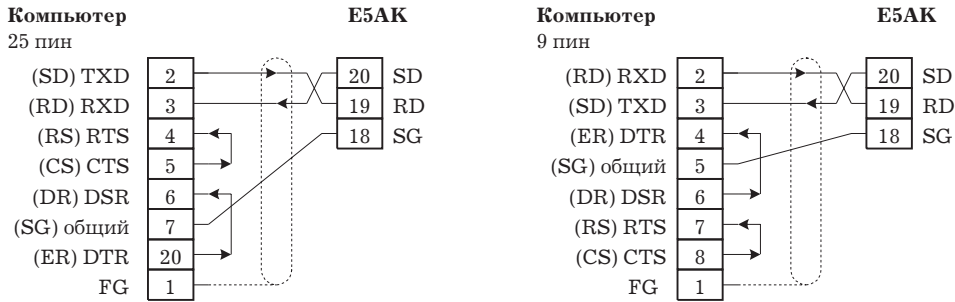 Компьютер E5AK
25 пин
(SD) TXD 2 20 SD
(RD) RXD 3 19 RD
(RS) RTS 4 18 SG
(CS) CTS 5
(DR) DSR 6
(SG) общий 7
(ER) DTR 20
FG 1
Компьютер E5AK
9 пин
(RD) RXD 2 20 SD
(SD) TXD 3 19 RD
(ER) DTR 4 18 SG
(SG) общий 5
(DR) DSR 6
(RS) RTS 7
(CS) CTS 8
FG 1